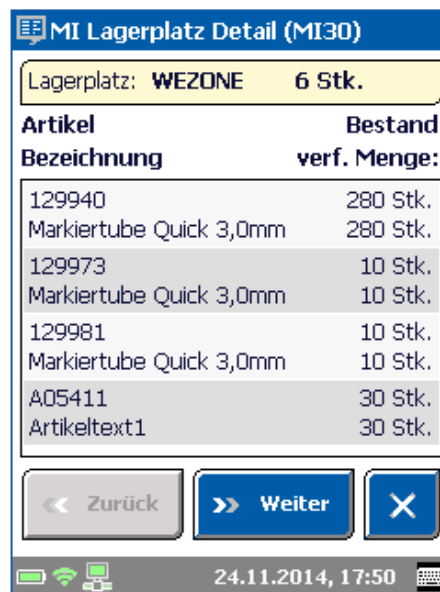 MI Lagerplatz Detail (MI30)
Lagerplatz: WEZONE 6 Stk.
Artikel Bestand
Bezeichnung verf. Menge:
129940 280 Stk.
Markiertube Quick 3,0mm 280 Stk.
129973 10 Stk.
Markiertube Quick 3,0mm 10 Stk.
129981 10 Stk.
Markiertube Quick 3,0mm 10 Stk.
A05411 30 Stk.
Artikeltext1 30 Stk.
Zurück Weiter
24.11.2014, 17:50